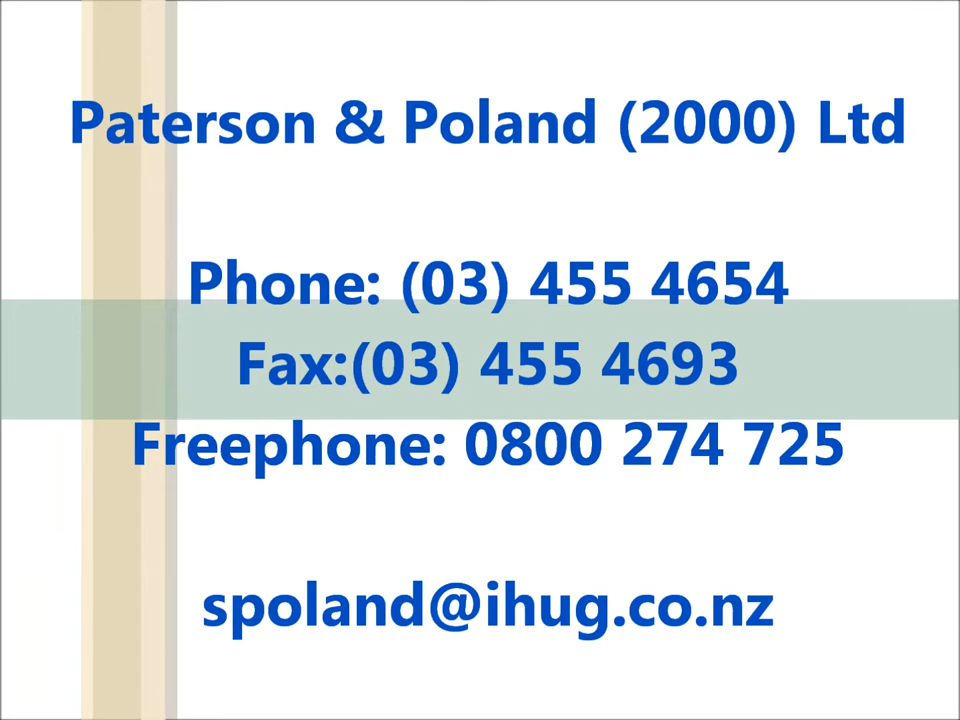 Paterson & Poland (2000) Ltd
Phone: (03) 455 4654
Fax:(03) 455 4693
Freephone: 0800 274 725
spoland@ihug.co.nz